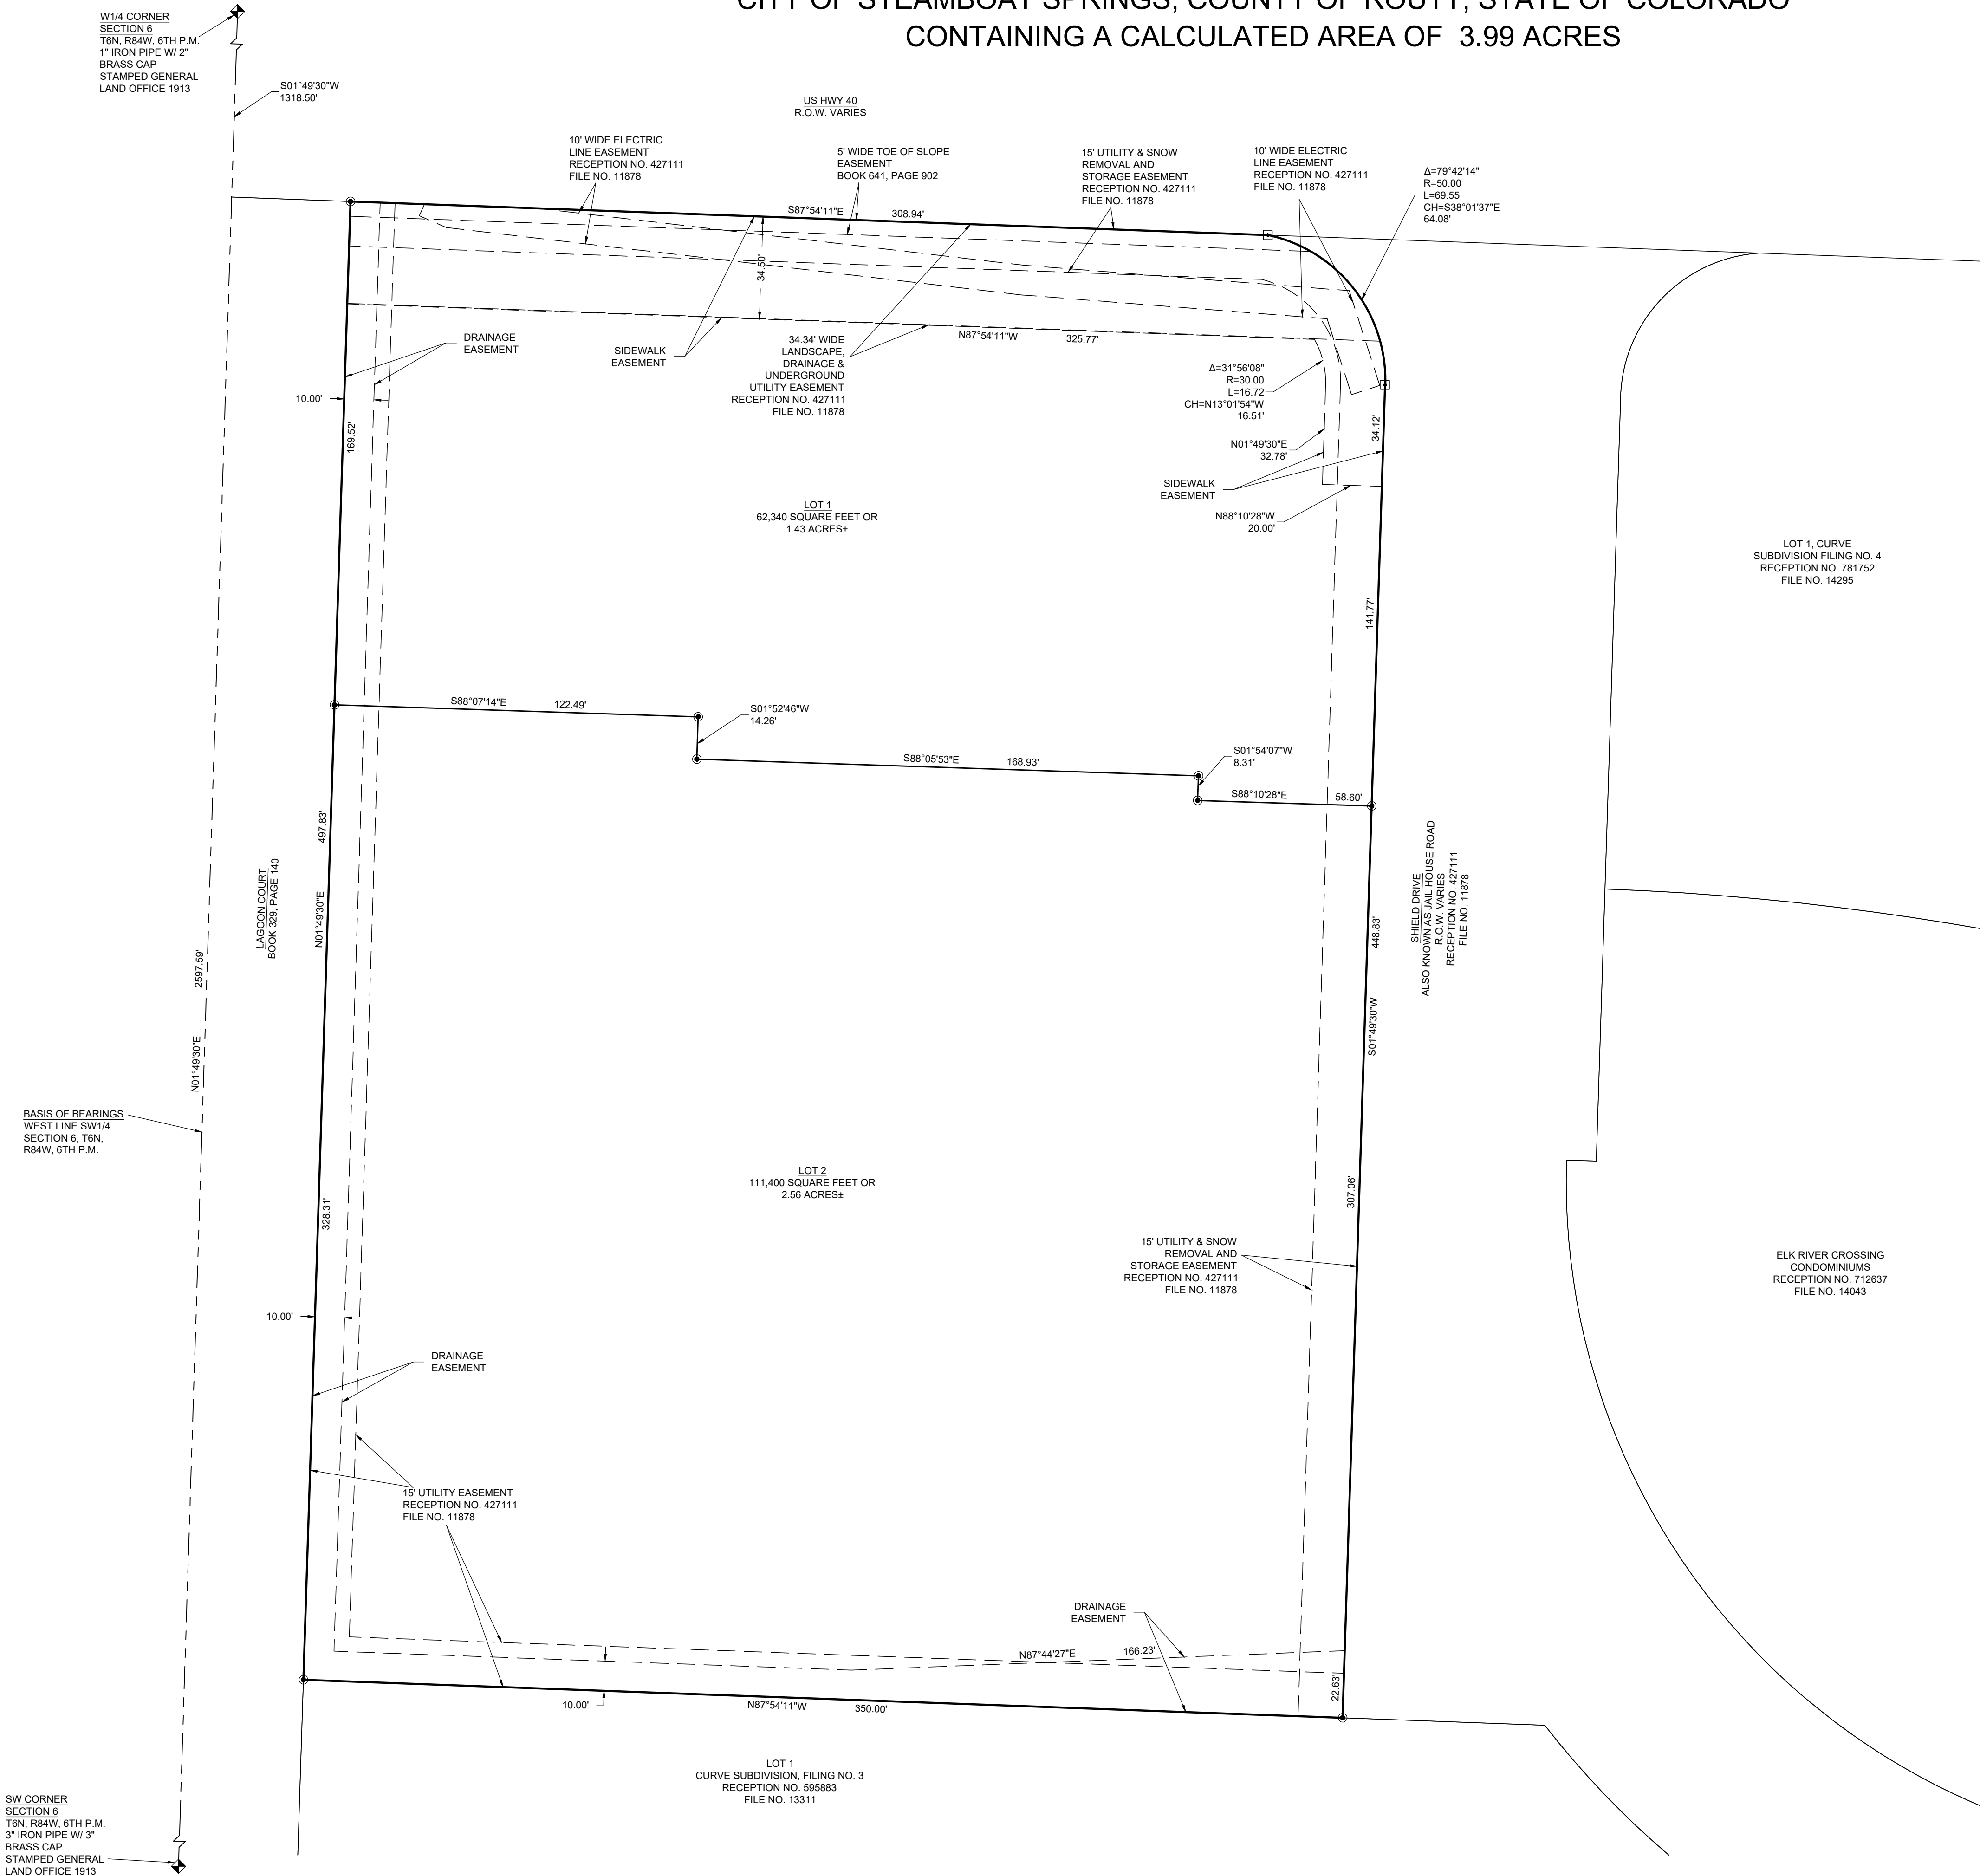 CITY OF STEAMBOAT SPRINGS, COUNTY OF ROUTT, STATE OF COLORADO
CONTAINING A CALCULATED AREA OF 3.99 ACRES
W1/4 CORNER
SECTION 6
T6N, R84W, 6TH P.M.
1" IRON PIPE W/ 2"
BRASS CAP
STAMPED GENERAL
LAND OFFICE 1913
S01°49'30"W
1318.50'
US HWY 40
R.O.W. VARIES
10' WIDE ELECTRIC
LINE EASEMENT
RECEPTION NO. 427111
FILE NO. 11878
5' WIDE TOE OF SLOPE
EASEMENT
BOOK 641, PAGE 902
15' UTILITY & SNOW
REMOVAL AND
STORAGE EASEMENT
RECEPTION NO. 427111
FILE NO. 11878
10' WIDE ELECTRIC
LINE EASEMENT
RECEPTION NO. 427111
FILE NO. 11878
Δ=79°42'14"
R=50.00
L=69.55
CH=S38°01'37"E
64.08'
S87°54'11"E 308.94'
34.50'
DRAINAGE
EASEMENT
SIDEWALK
EASEMENT
34.34' WIDE
LANDSCAPE,
DRAINAGE &
UNDERGROUND
UTILITY EASEMENT
RECEPTION NO. 427111
FILE NO. 11878
N87°54'11"W 325.77'
Δ=31°56'08"
R=30.00
L=16.72
CH=N13°01'54"W
16.51'
10.00'
169.52'
34.12'
N01°49'30"E
32.78'
SIDEWALK
EASEMENT
N88°10'28"W
20.00'
LOT 1
62,340 SQUARE FEET OR
1.43 ACRES±
LOT 1, CURVE
SUBDIVISION FILING NO. 4
RECEPTION NO. 781752
FILE NO. 14295
141.77'
S88°07'14"E 122.49'
S01°52'46"W
14.26'
S88°05'53"E 168.93'
S01°54'07"W
8.31'
S88°10'28"E 58.60'
497.83'
N01°49'30"E
LAGOON COURT
BOOK 329, PAGE 140
2597.59'
N01°49'30"E
SHIELD DRIVE
ALSO KNOWN AS JAIL HOUSE ROAD
R.O.W. VARIES
RECEPTION NO. 427111
FILE NO. 11878
448.83'
S01°49'30"W
BASIS OF BEARINGS
WEST LINE SW1/4
SECTION 6, T6N,
R84W, 6TH P.M.
LOT 2
111,400 SQUARE FEET OR
2.56 ACRES±
328.31'
307.06'
15' UTILITY & SNOW
REMOVAL AND
STORAGE EASEMENT
RECEPTION NO. 427111
FILE NO. 11878
ELK RIVER CROSSING
CONDOMINIUMS
RECEPTION NO. 712637
FILE NO. 14043
10.00'
DRAINAGE
EASEMENT
15' UTILITY EASEMENT
RECEPTION NO. 427111
FILE NO. 11878
DRAINAGE
EASEMENT
N87°44'27"E 166.23'
22.63'
10.00'
N87°54'11"W 350.00'
LOT 1
CURVE SUBDIVISION, FILING NO. 3
RECEPTION NO. 595883
FILE NO. 13311
SW CORNER
SECTION 6
T6N, R84W, 6TH P.M.
3" IRON PIPE W/ 3"
BRASS CAP
STAMPED GENERAL
LAND OFFICE 1913